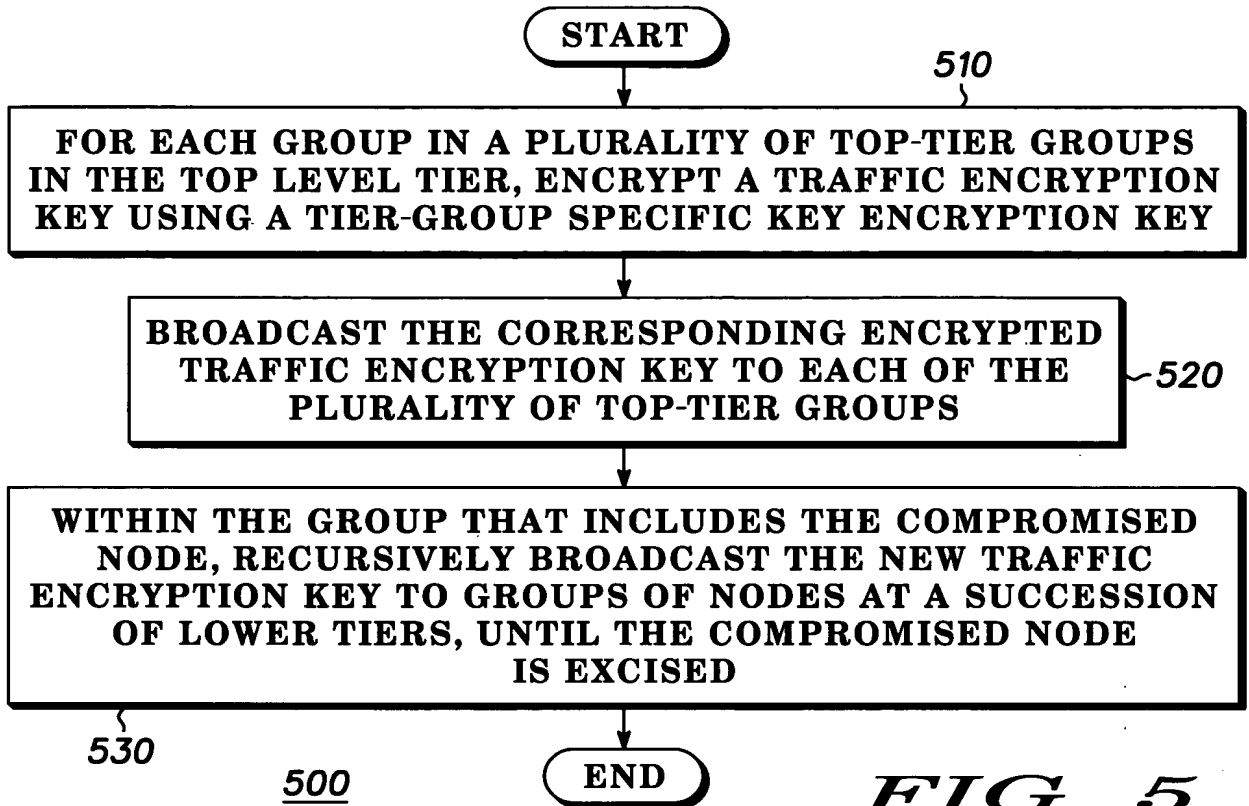 START
510
FOR EACH GROUP IN A PLURALITY OF TOP-TIER GROUPS
IN THE TOP LEVEL TIER, ENCRYPT A TRAFFIC ENCRYPTION
KEY USING A TIER-GROUP SPECIFIC KEY ENCRYPTION KEY
BROADCAST THE CORRESPONDING ENCRYPTED
TRAFFIC ENCRYPTION KEY TO EACH OF THE
PLURALITY OF TOP-TIER GROUPS
520
WITHIN THE GROUP THAT INCLUDES THE COMPROMISED
NODE, RECURSIVELY BROADCAST THE NEW TRAFFIC
ENCRYPTION KEY TO GROUPS OF NODES AT A SUCCESSION
OF LOWER TIERS, UNTIL THE COMPROMISED NODE
IS EXCISED
530
500
END
FIG. 5